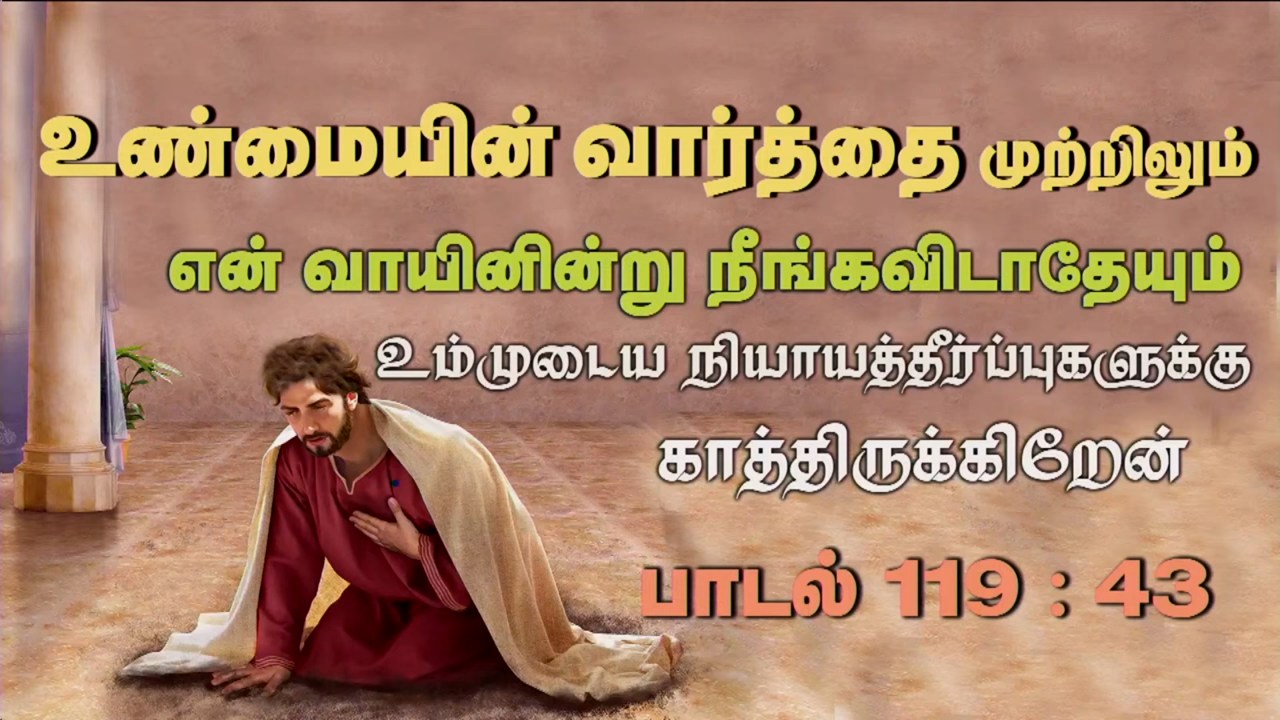 உண்மையின் வார்த்தை முற்றிலும்
என் வாயினின்று நீங்கவிடாதேயும்
உம்முடைய நியாயத்தீர்ப்புகளுக்கு
காத்திருக்கிறேன்
பாடல் 119 : 43